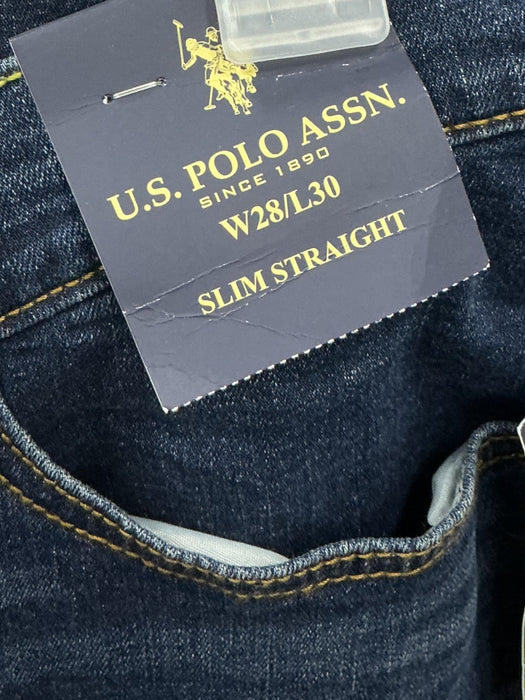 U.S. POLO ASSN.
SINCE 1890
W28/L30
SLIM STRAIGHT